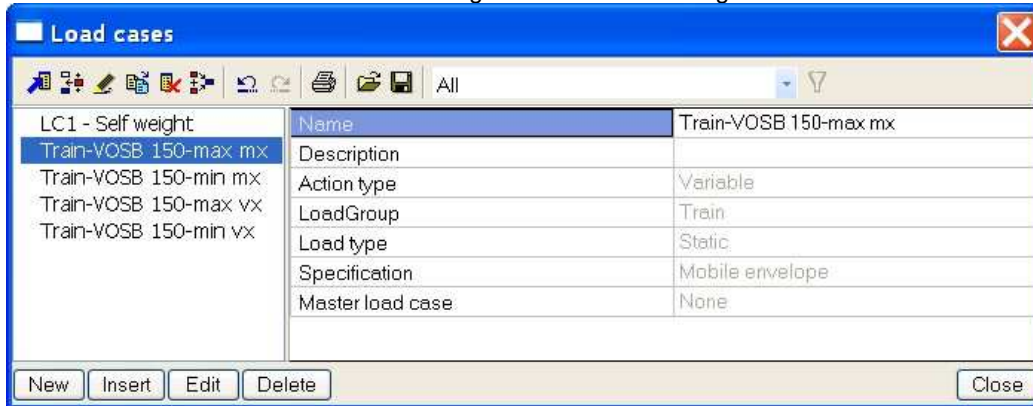 Load cases
All
LC1 - Self weight
Train-VOSB 150-max mx
Train-VOSB 150-min mx
Train-VOSB 150-max vx
Train-VOSB 150-min vx
Name Train-VOSB 150-max mx
Description
Action type Variable
LoadGroup Train
Load type Static
Specification Mobile envelope
Master load case None
New Insert Edit Delete Close